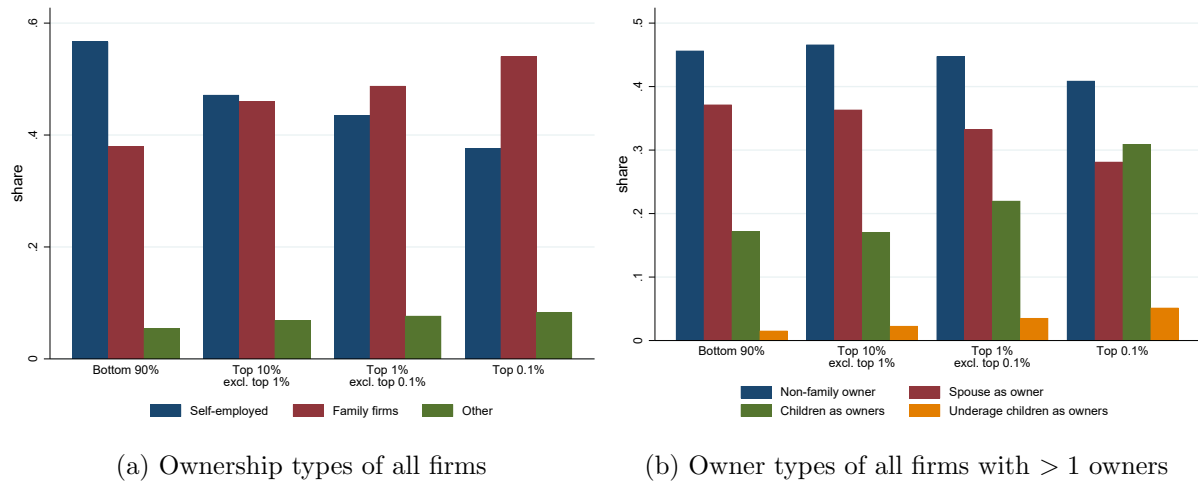 share
.6
.4
.2
0
Bottom 90%
Top 10%
excl. top 1%
Top 1%
excl. top 0.1%
Top 0.1%
Self-employed
Family firms
Other
(a) Ownership types of all firms
share
.5
.4
.3
.2
.1
0
Bottom 90%
Top 10%
excl. top 1%
Top 1%
excl. top 0.1%
Top 0.1%
Non-family owner
Spouse as owner
Children as owners
Underage children as owners
(b) Owner types of all firms with > 1 owners